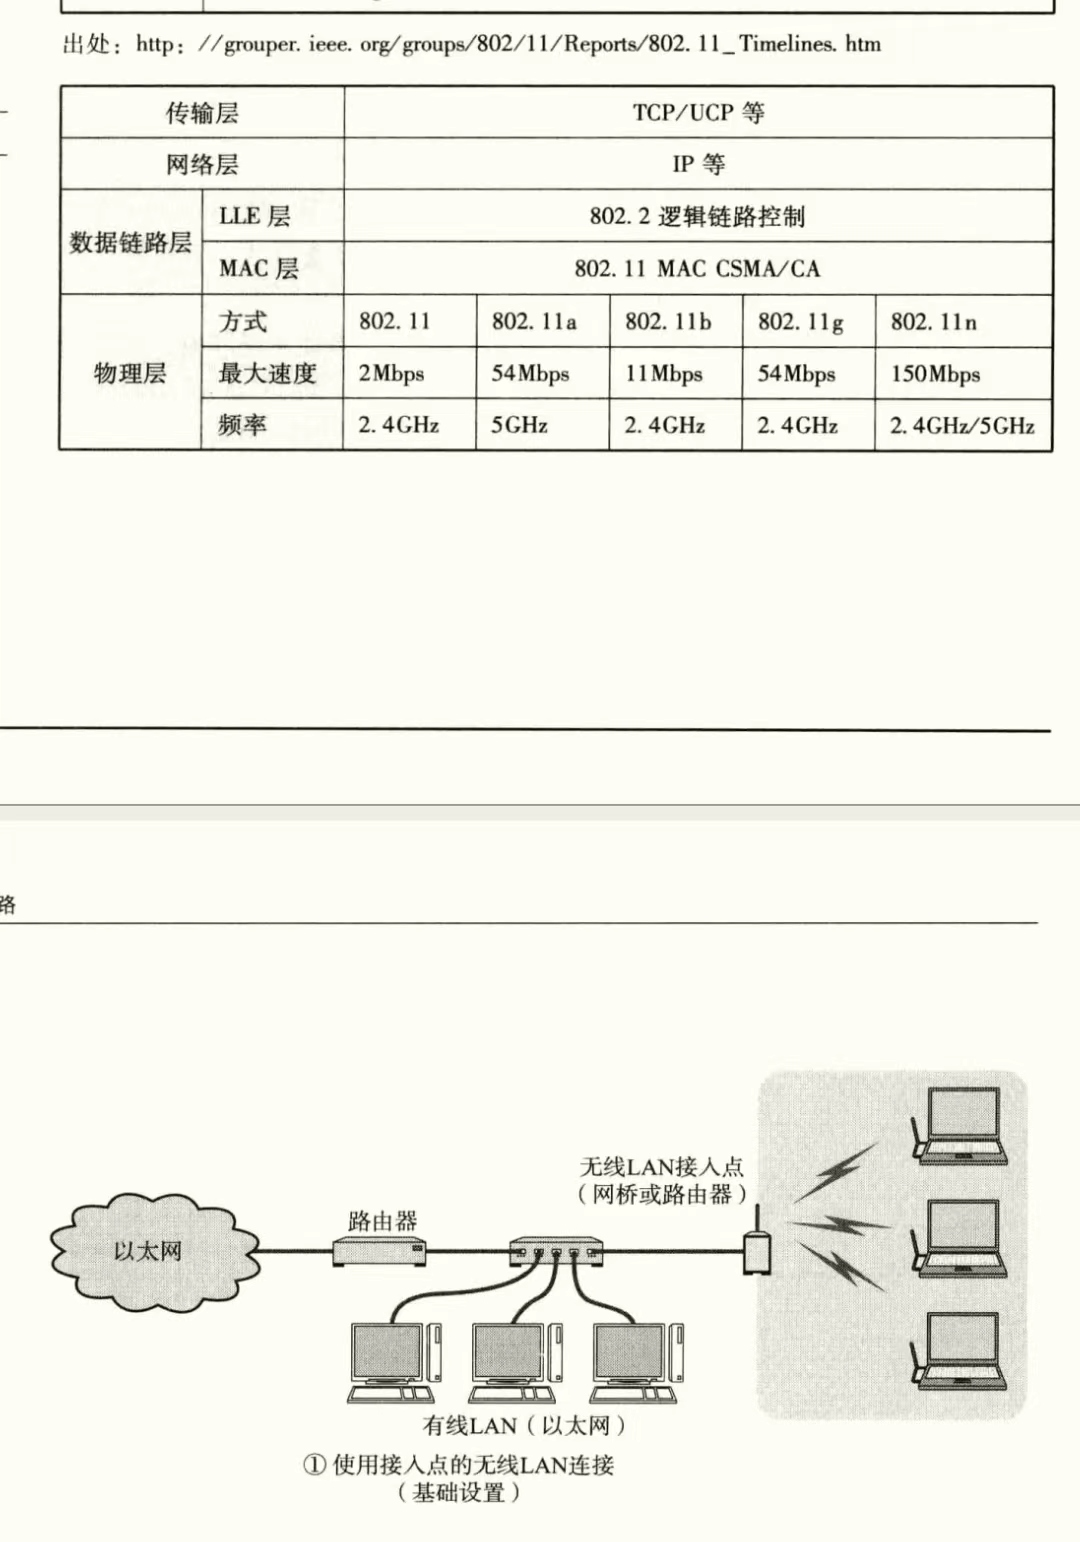 出处：http：//grouper. ieee. org/groups/802/11/Reports/802. 11_Timelines. htm
传输层 TCP/UCP 等
网络层 IP 等
数据链路层 LLE 层 802. 2 逻辑链路控制
MAC 层 802. 11 MAC CSMA/CA
物理层 方式 802. 11 802. 11a 802. 11b 802. 11g 802. 11n
最大速度 2Mbps 54Mbps 11Mbps 54Mbps 150Mbps
频率 2. 4GHz 5GHz 2. 4GHz 2. 4GHz 2. 4GHz/5GHz
路
无线LAN接入点
（网桥或路由器）
路由器
以太网
有线LAN（以太网）
① 使用接入点的无线LAN连接
（基础设置）